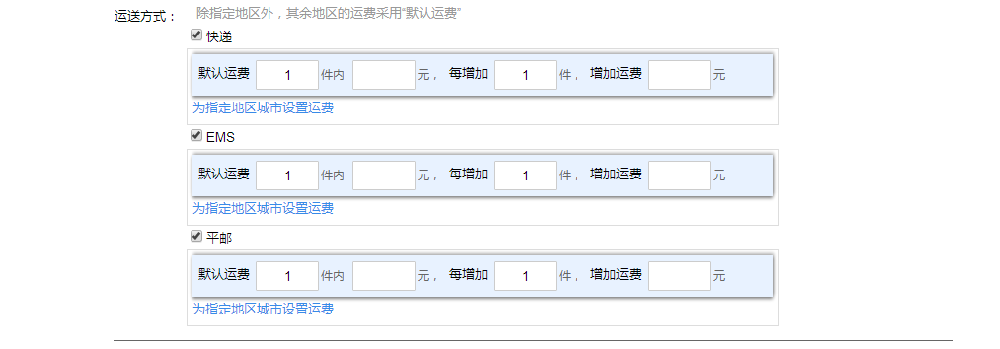 运送方式： 除指定地区外，其余地区的运费采用“默认运费”
快递
默认运费 1 件内 元， 每增加 1 件， 增加运费 元
为指定地区城市设置运费
EMS
默认运费 1 件内 元， 每增加 1 件， 增加运费 元
为指定地区城市设置运费
平邮
默认运费 1 件内 元， 每增加 1 件， 增加运费 元
为指定地区城市设置运费